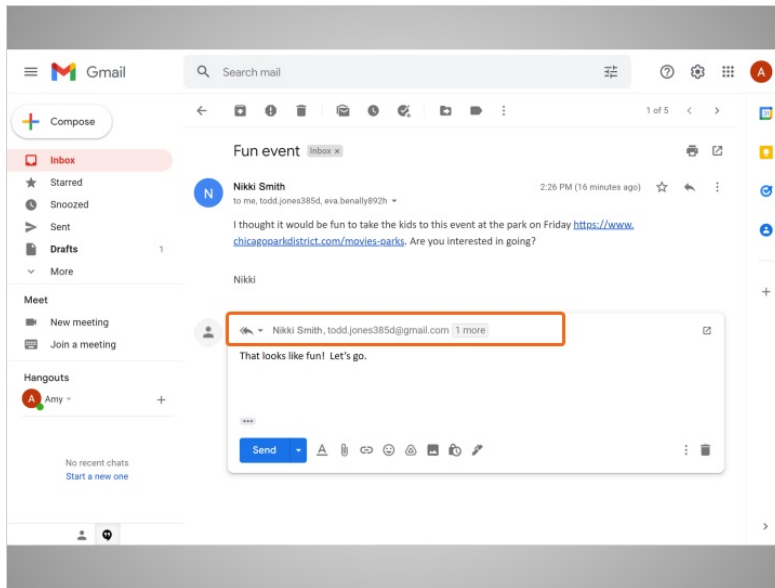 Gmail
Search mail
A
Compose
1 of 5
Inbox
Starred
Snoozed
Sent
Drafts 1
More
Meet
New meeting
Join a meeting
Hangouts
A Amy
No recent chats
Start a new one
Fun event Inbox x
N
Nikki Smith 2:26 PM (16 minutes ago)
to me, todd.jones385d, eva.benally892h
I thought it would be fun to take the kids to this event at the park on Friday https://www.
chicagoparkdistrict.com/movies-parks. Are you interested in going?
Nikki
Nikki Smith, todd.jones385d@gmail.com 1 more
That looks like fun! Let's go.
Send